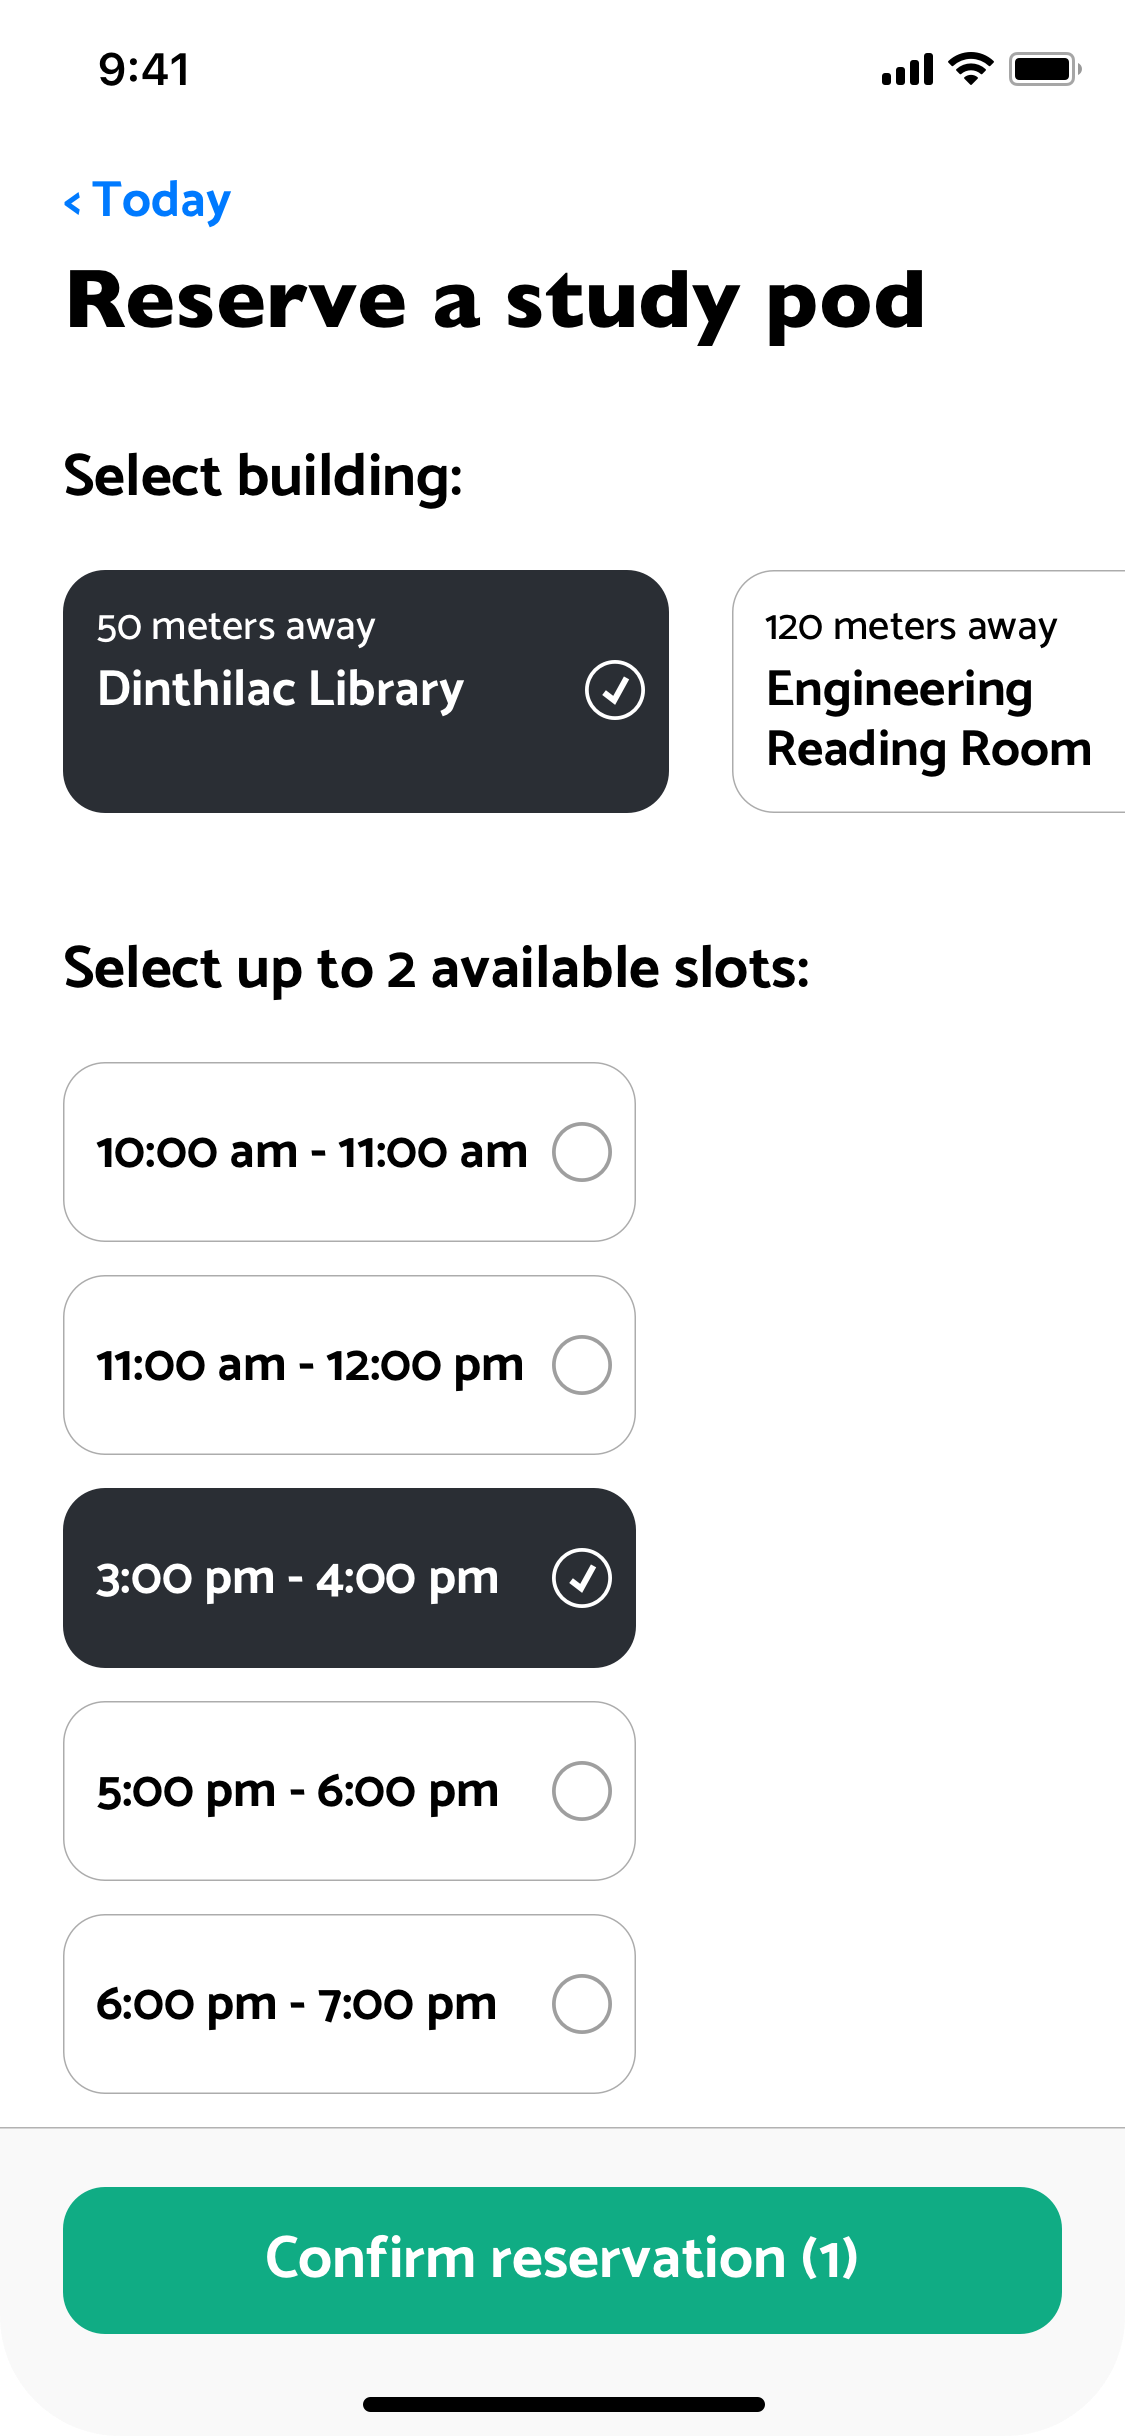 9:41
< Today
Reserve a study pod
Select building:
50 meters away
Dinthilac Library
120 meters away
Engineering
Reading Room
Select up to 2 available slots:
10:00 am - 11:00 am
11:00 am - 12:00 pm
3:00 pm - 4:00 pm
5:00 pm - 6:00 pm
6:00 pm - 7:00 pm
Confirm reservation (1)